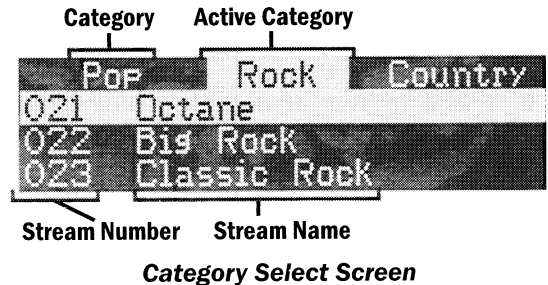 Category Active Category
Pop Rock Country
021 Octane
022 Big Rock
023 Classic Rock
Stream Number Stream Name
Category Select Screen